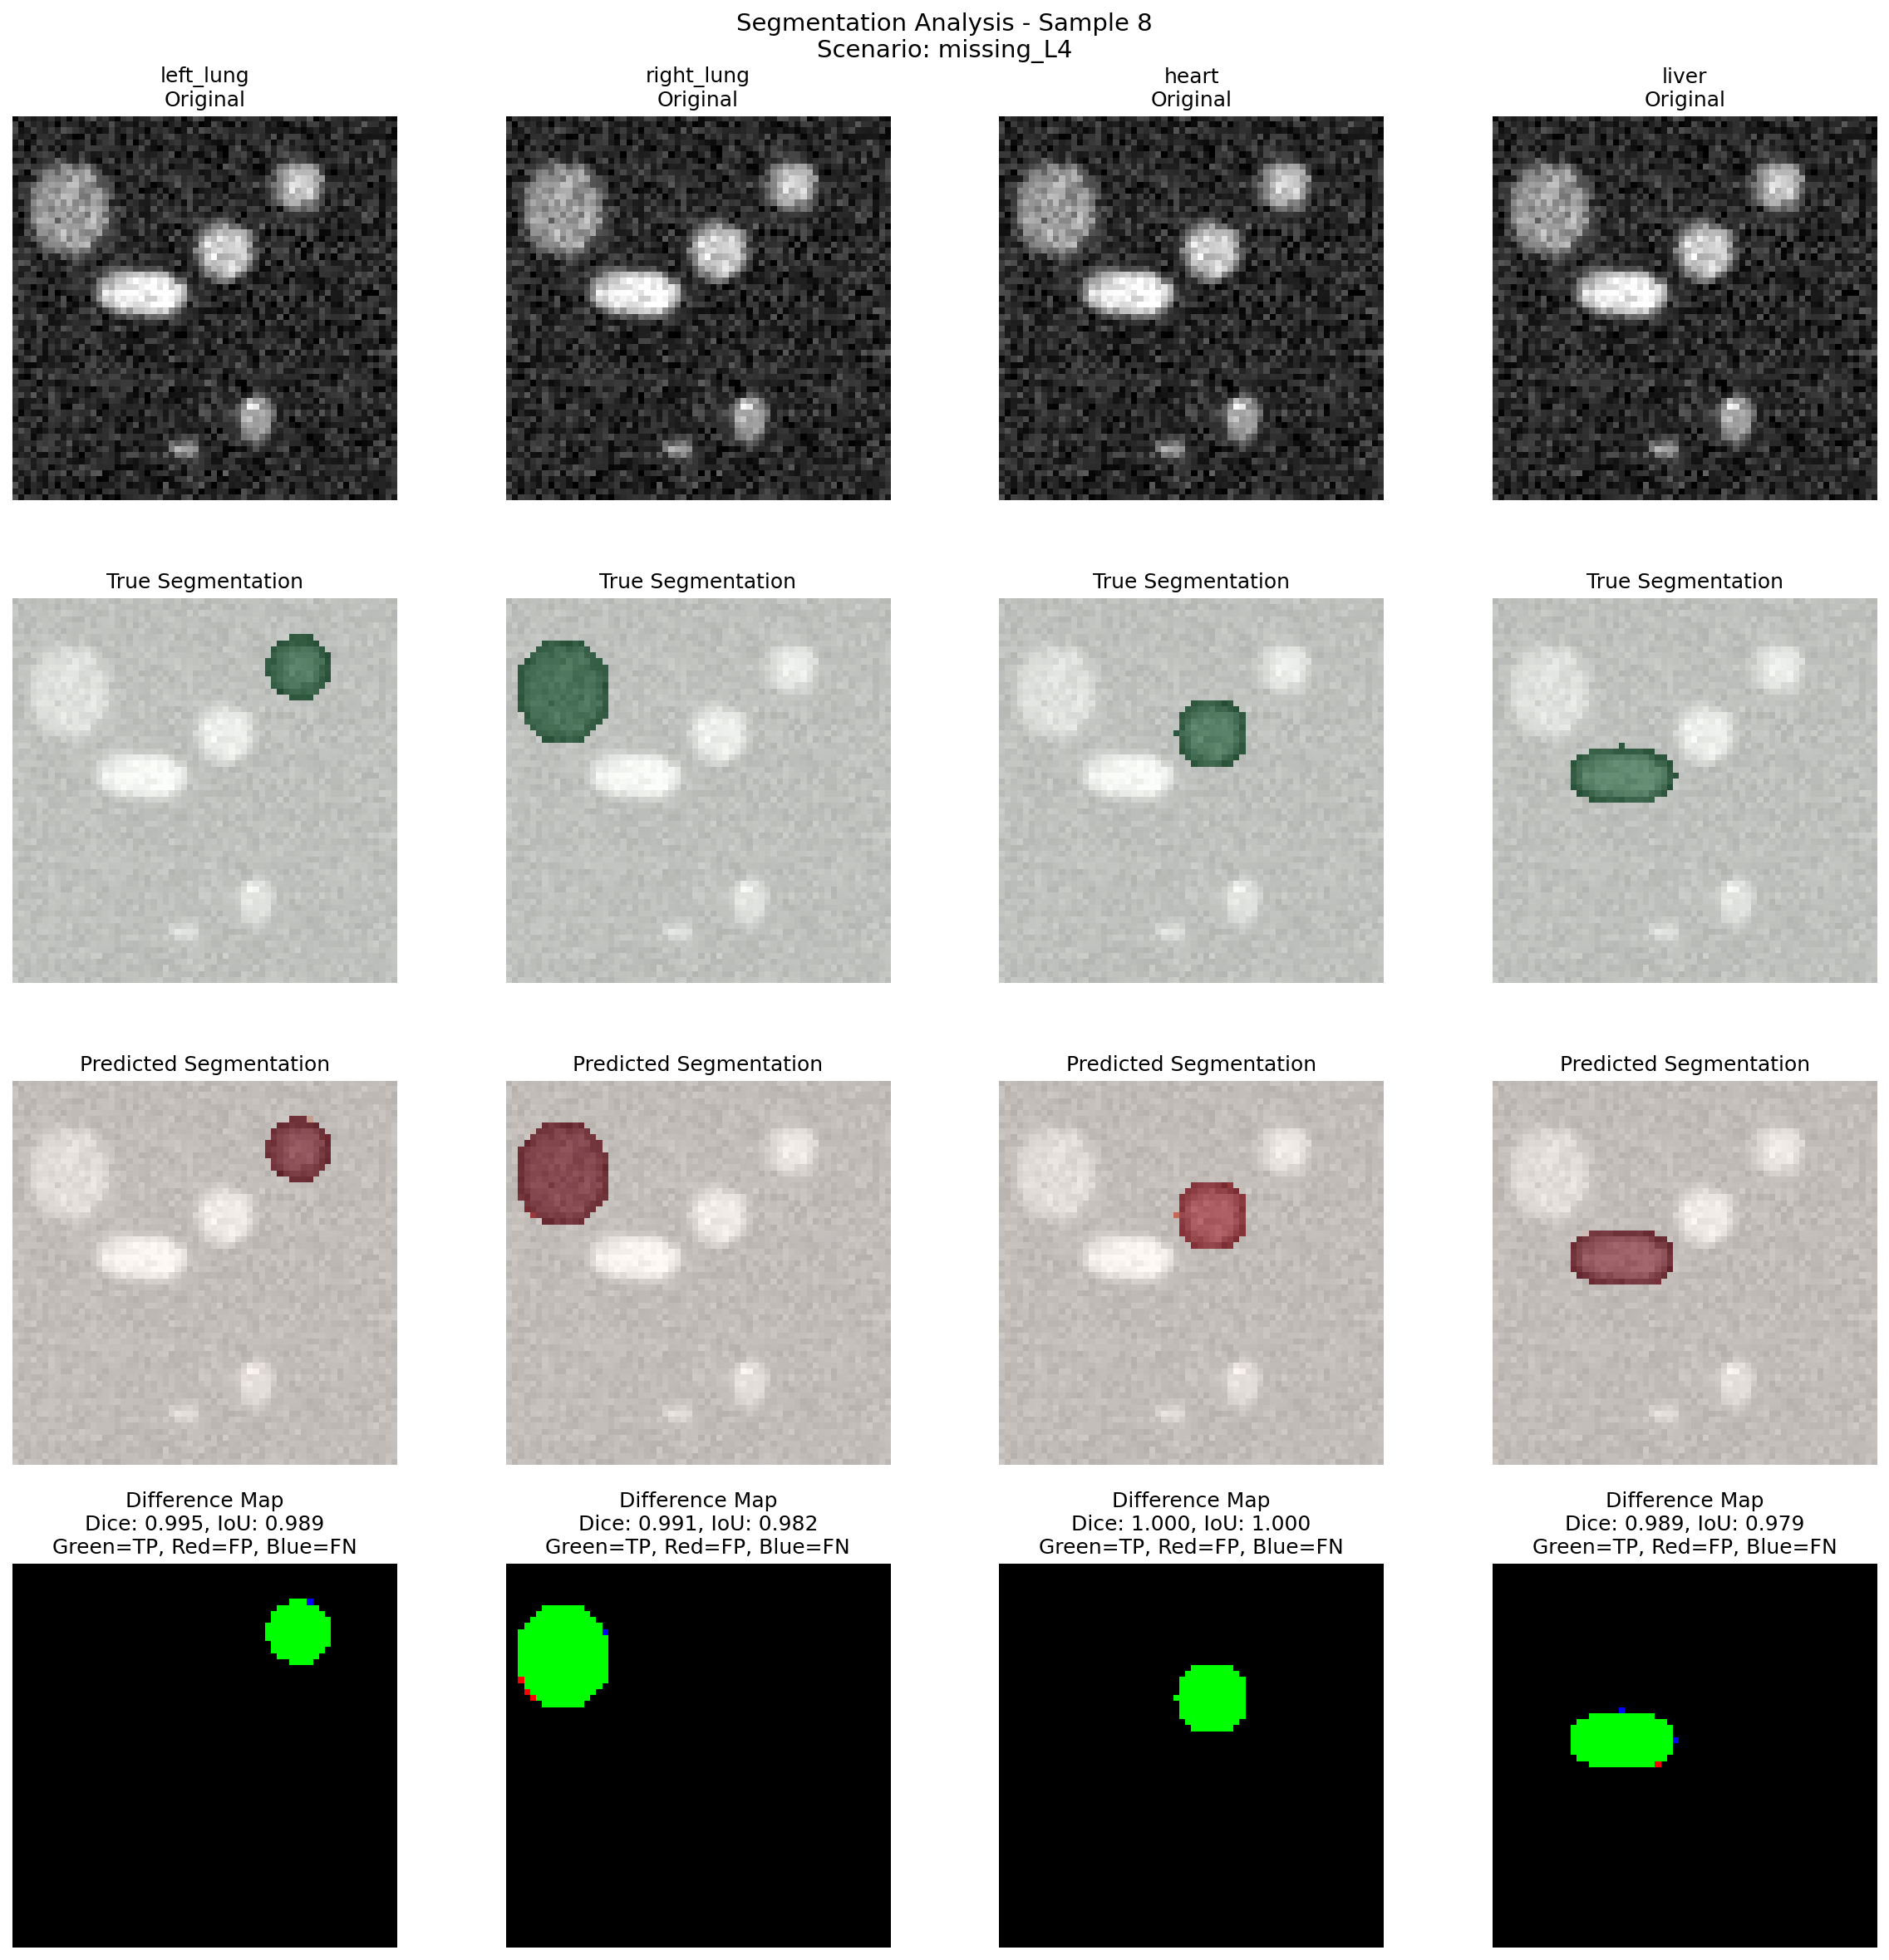 Segmentation Analysis - Sample 8
Scenario: missing_L4
left_lung
Original
right_lung
Original
heart
Original
liver
Original
True Segmentation
True Segmentation
True Segmentation
True Segmentation
Predicted Segmentation
Predicted Segmentation
Predicted Segmentation
Predicted Segmentation
Difference Map
Dice: 0.995, IoU: 0.989
Green=TP, Red=FP, Blue=FN
Difference Map
Dice: 0.991, IoU: 0.982
Green=TP, Red=FP, Blue=FN
Difference Map
Dice: 1.000, IoU: 1.000
Green=TP, Red=FP, Blue=FN
Difference Map
Dice: 0.989, IoU: 0.979
Green=TP, Red=FP, Blue=FN